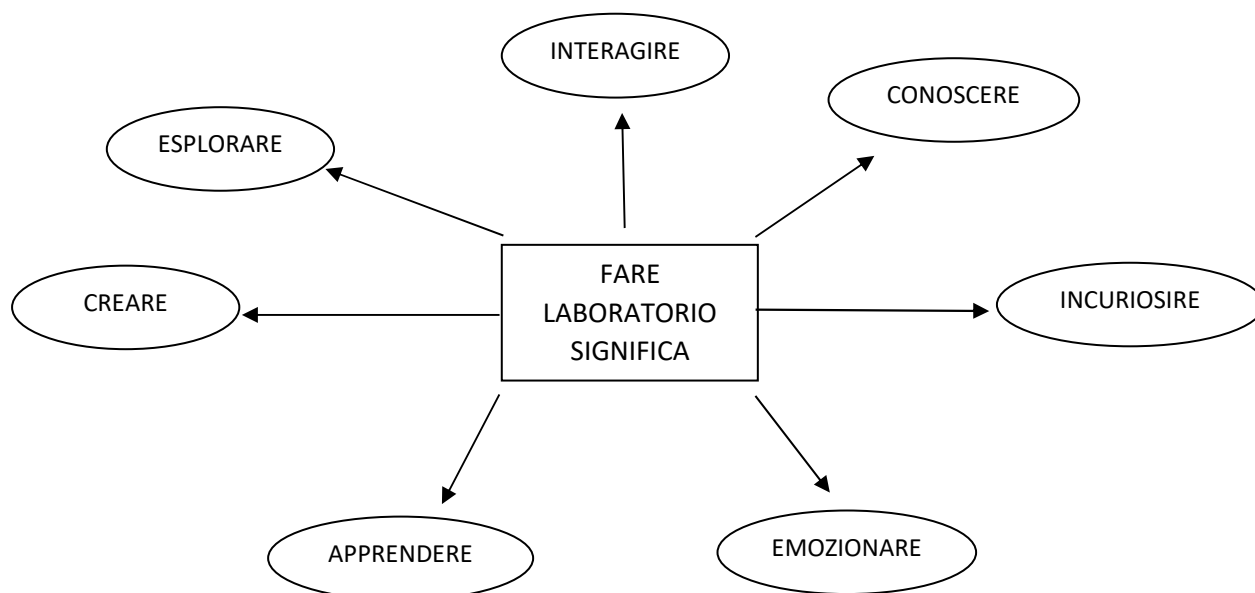 INTERAGIRE
CONOSCERE
ESPLORARE
FARE
LABORATORIO
SIGNIFICA
CREARE
INCURIOSIRE
APPRENDERE
EMOZIONARE